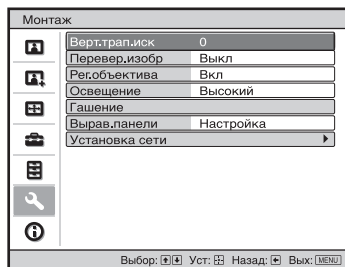 Монтаж
Верт.трап.иск 0
Перевер.изобр Выкл
Рег.объектива Вкл
Освещение Высокий
Гашение
Вырав.панели Настройка
Установка сети
Выбор: Уст: Назад: Вых: MENU